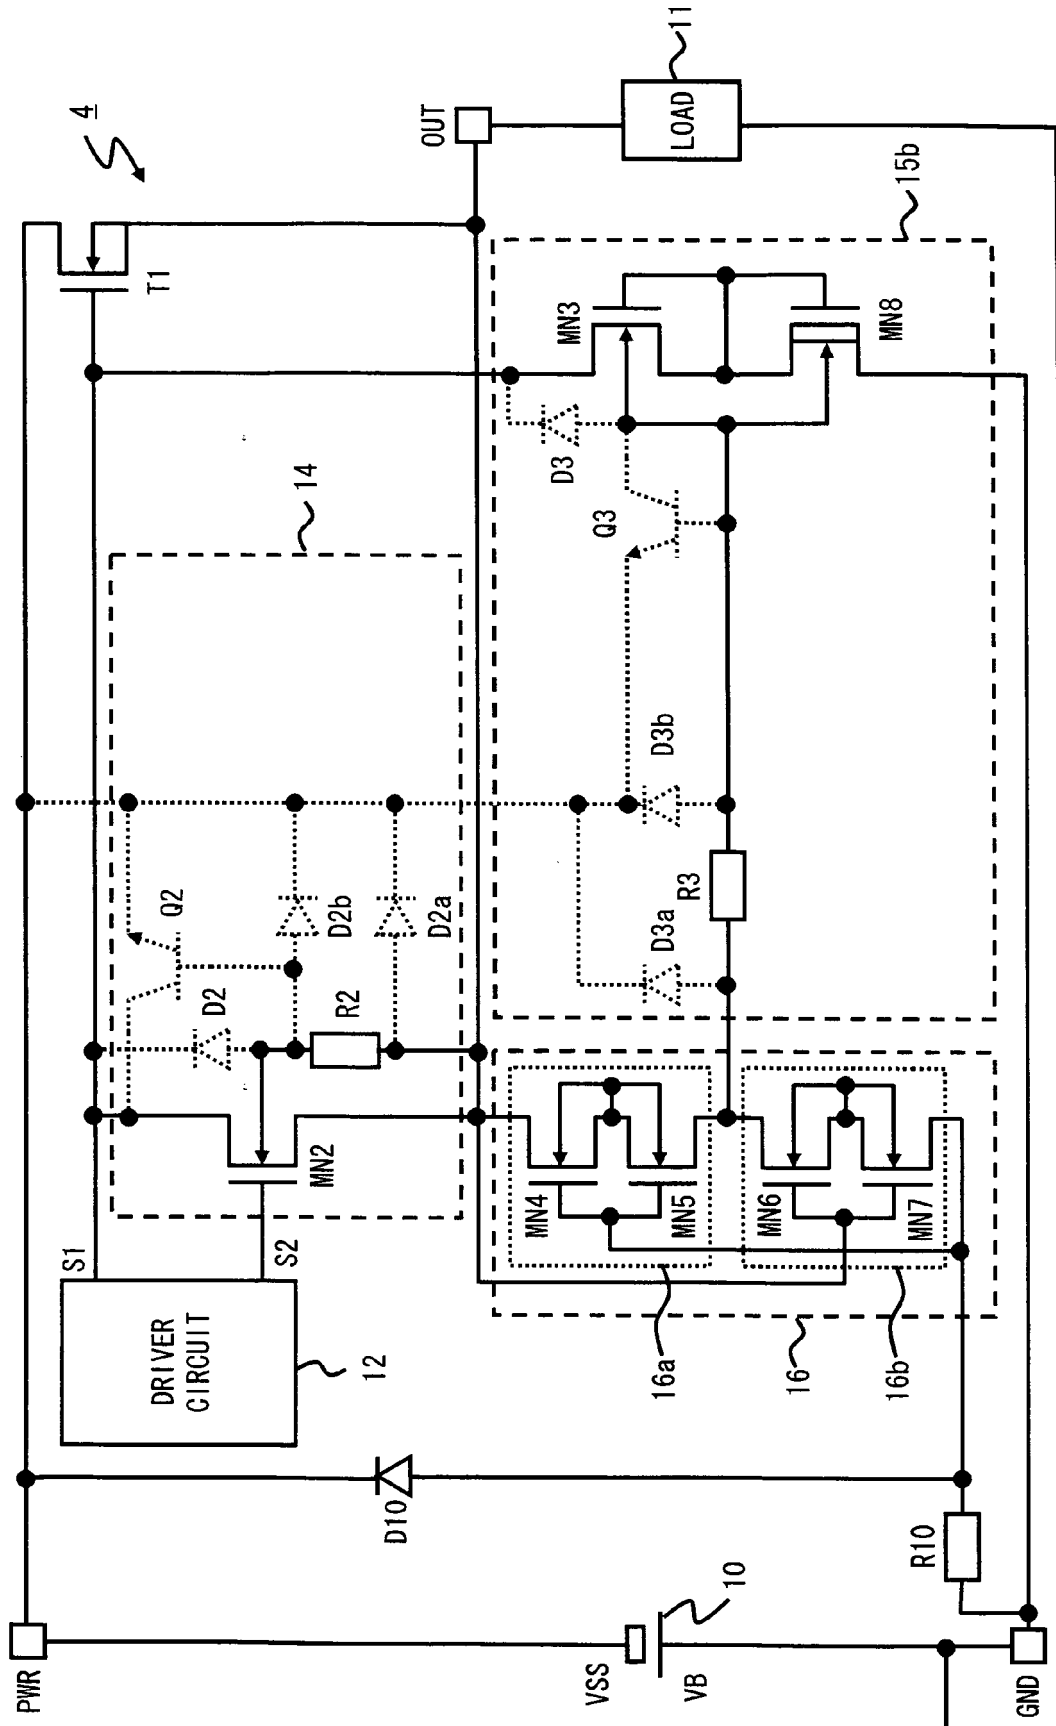 4
PWR
T1
OUT
11
LOAD
S1
DRIVER
CIRCUIT
12
S2
MN2
14
D2
Q2
R2
D2b
D2a
D10
10
VSS
VB
GND
R10
16
16a
16b
MN4
MN5
MN6
MN7
15b
D3a
R3
D3b
Q3
D3
MN3
MN8